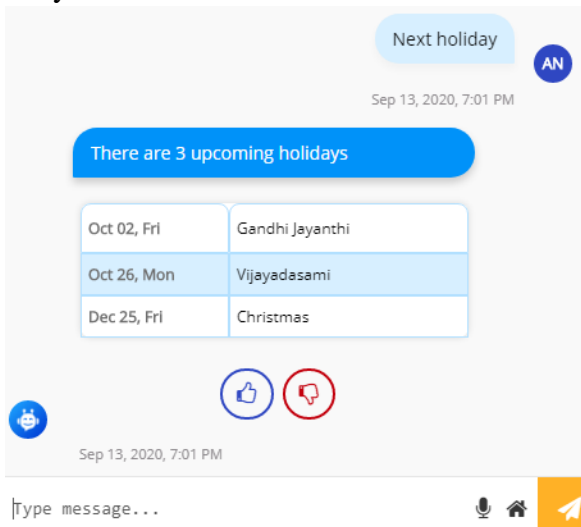 Next holiday
AN
Sep 13, 2020, 7:01 PM
There are 3 upcoming holidays
Oct 02, Fri Gandhi Jayanthi
Oct 26, Mon Vijayadasami
Dec 25, Fri Christmas
Sep 13, 2020, 7:01 PM
Type message...